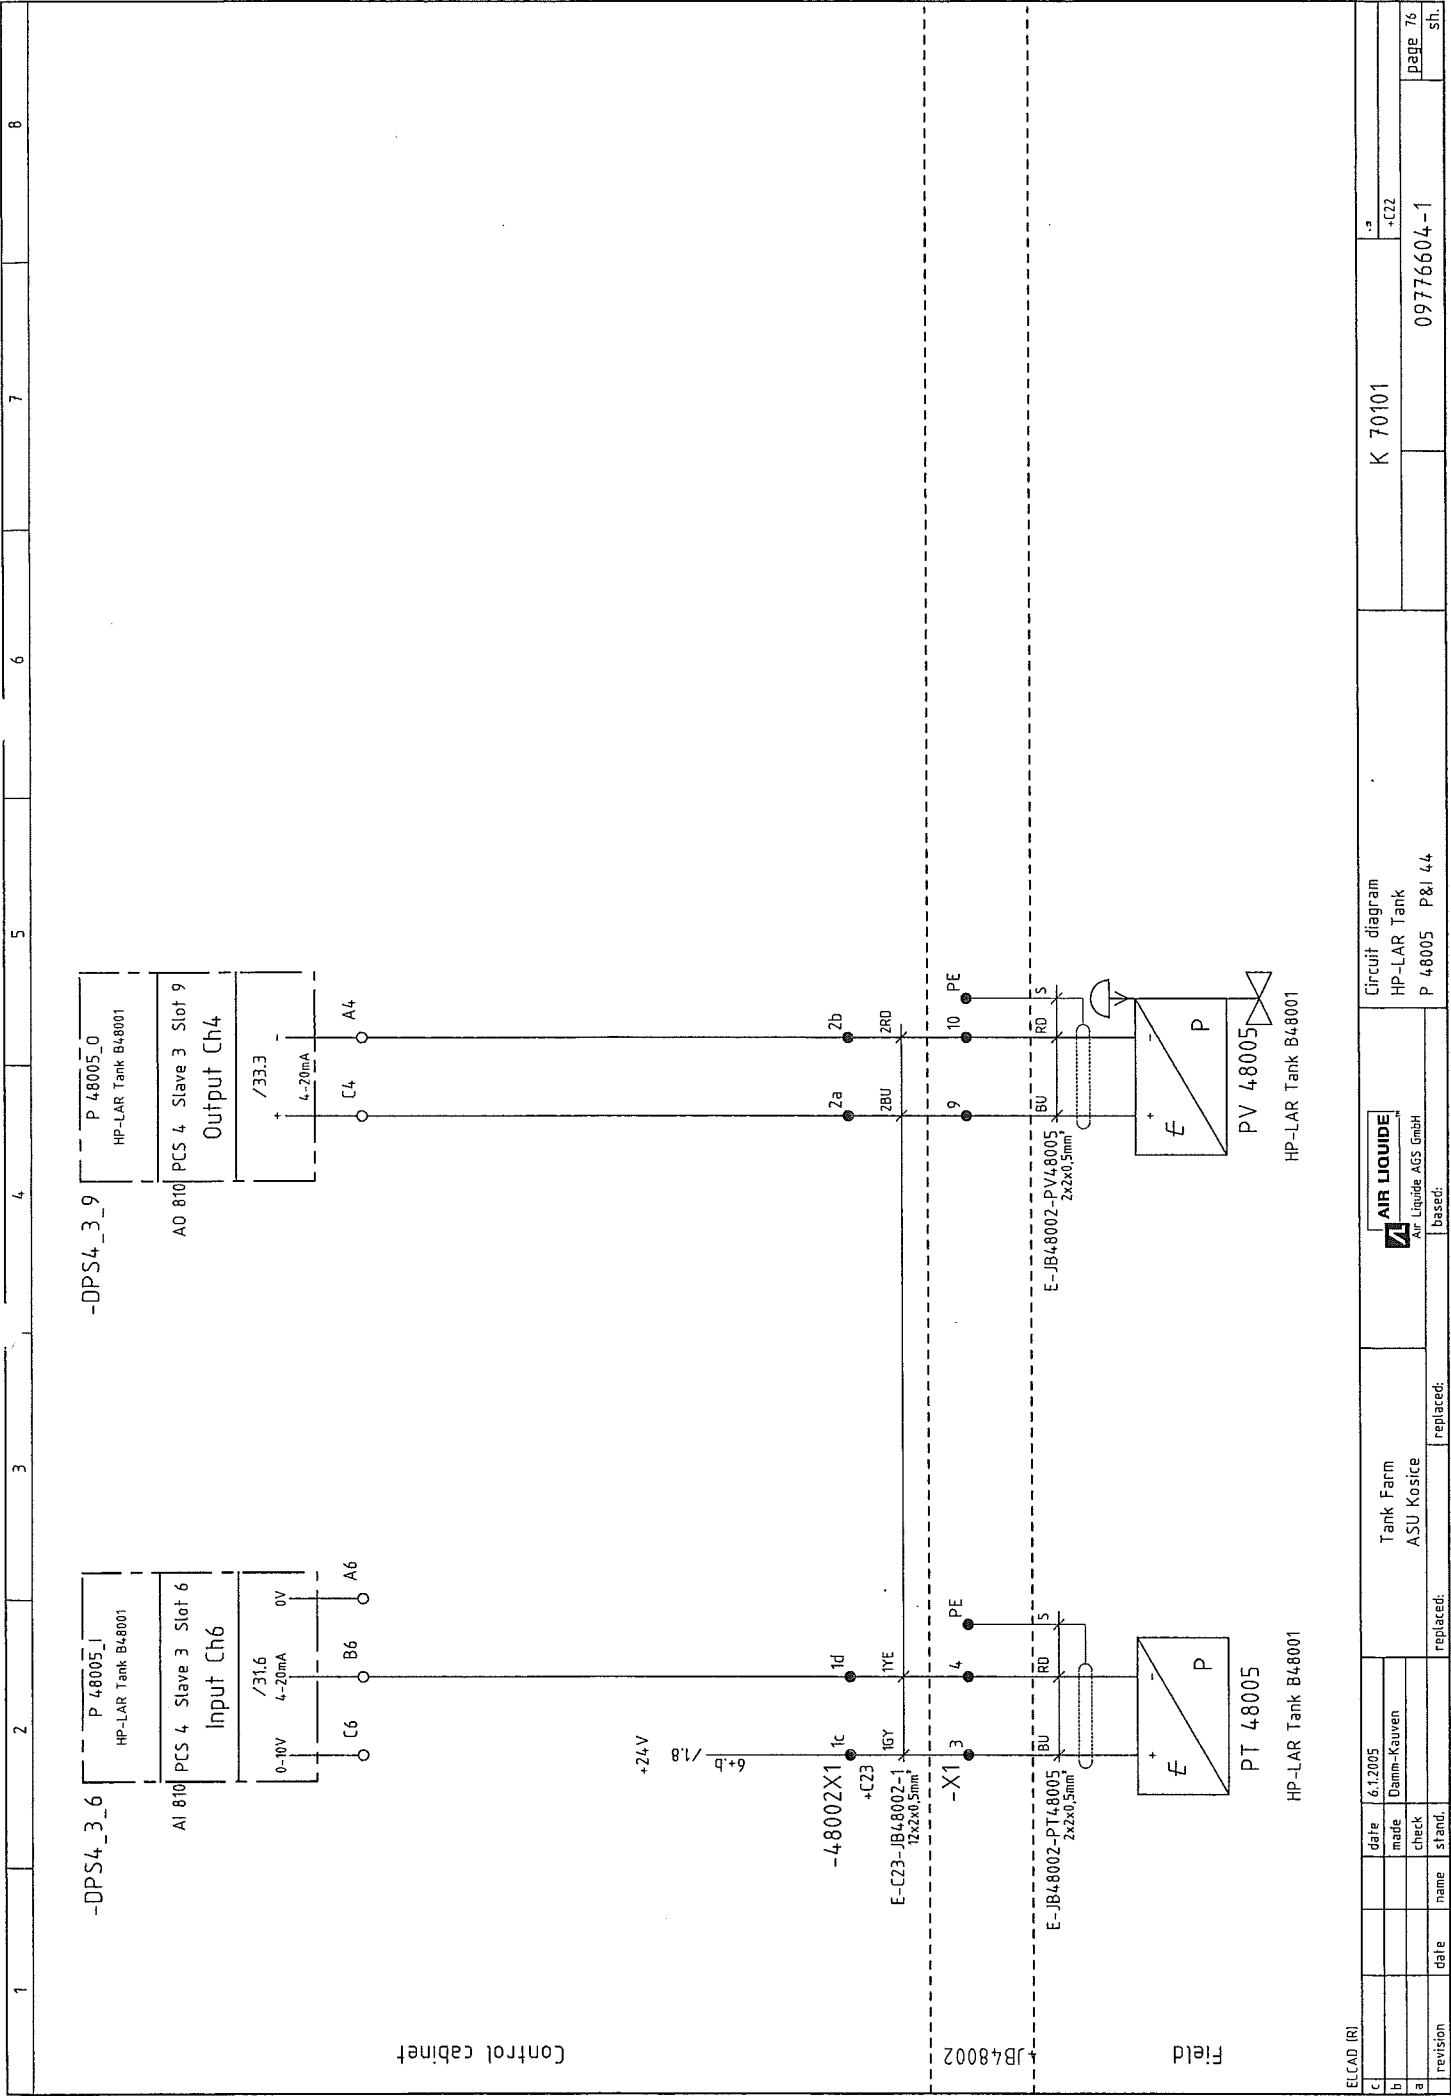 1 2 3 4 5 6 7 8
-DPS4_3_6
P 48005_I
HP-LAR Tank B48001
AI 810 PCS 4 Slave 3 Slot 6
Input Ch6
/31.6
0-10V 4-20mA 0V
C6 B6 A6
-DPS4_3_9
P 48005_O
HP-LAR Tank B48001
AO 810 PCS 4 Slave 3 Slot 9
Output Ch4
/33.3
+ 4-20mA -
C4 A4
Control cabinet
+24V
/1.8
-48002X1
+C23
1c 1d 2a 2b
E-C23-JB48002-1
12x2x0,5mm²
1GY 1YE 2BU 2RD
+JB48002
-X1
3 4 PE 9 10 PE
E-JB48002-PT48005
2x2x0,5mm²
BU RD S
E-JB48002-PV48005
2x2x0,5mm²
BU RD S
Field
+ -
E P
PT 48005
HP-LAR Tank B48001
+ -
E P
PV 48005
HP-LAR Tank B48001
ELCAD (R)
c
b
a
revision date name
date 6.1.2005
made Damm-Kauven
check
stand.
replaced:
Tank Farm
ASU Kosice
replaced:
AIR LIQUIDE™
Air Liquide AGS GmbH
based:
Circuit diagram
HP-LAR Tank
P 48005 P&I 44
K 70101
+C22
09776604-1
page 76
sh.